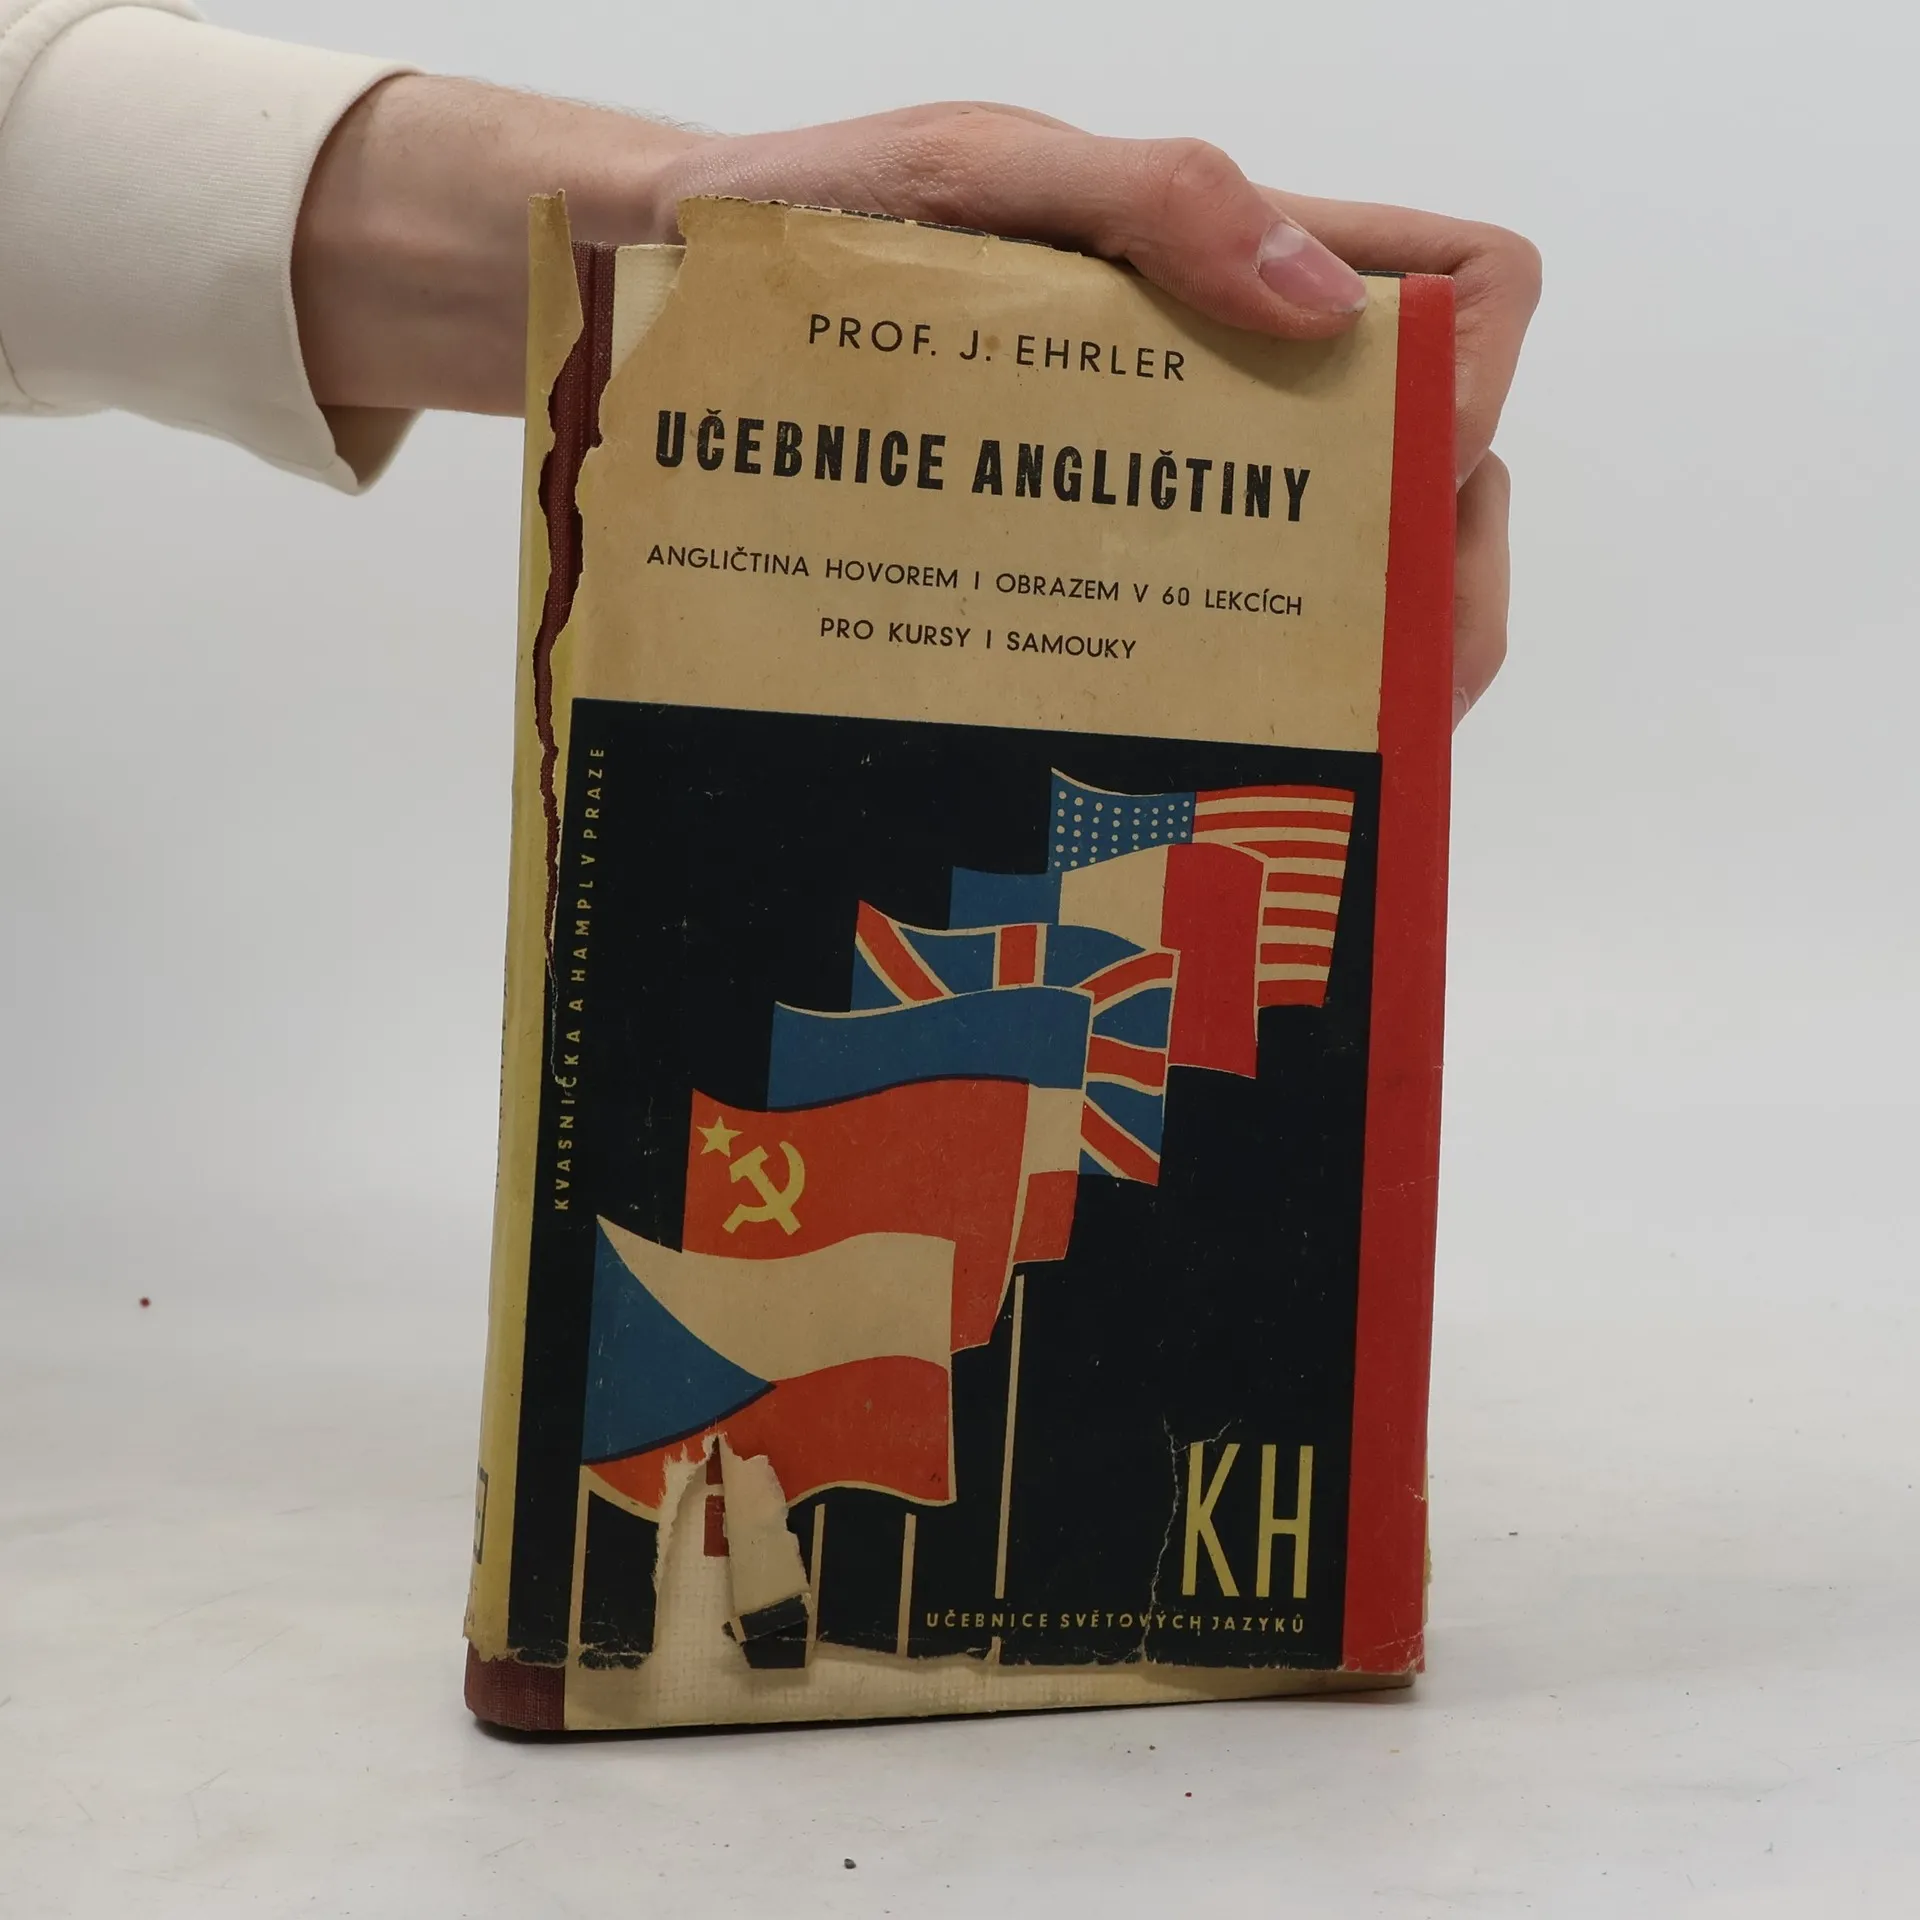 PROF. J. EHRLER
UČEBNICE ANGLIČTINY
ANGLIČTINA HOVOREM I OBRAZEM V 60 LEKCÍCH
PRO KURSY I SAMOUKY
KVASNIČKA A HAMPL V PRAZE
KH
UČEBNICE SVĚTOVÝCH JAZYKŮ